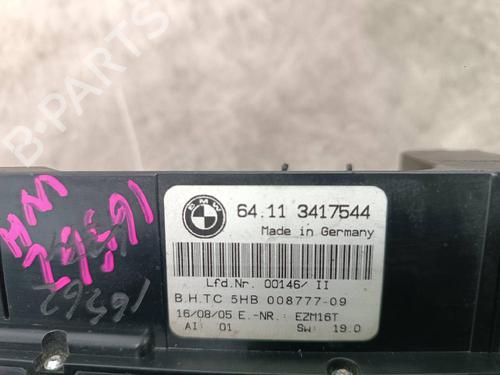 BMW
64.11 3417544
Made in Germany
Lfd.Nr. 00146/ II
B.H.TC 5HB 008777-09
16/08/05 E.-NR.: EZM16T
AI: 01 SW: 19.0
B-PARTS
16562